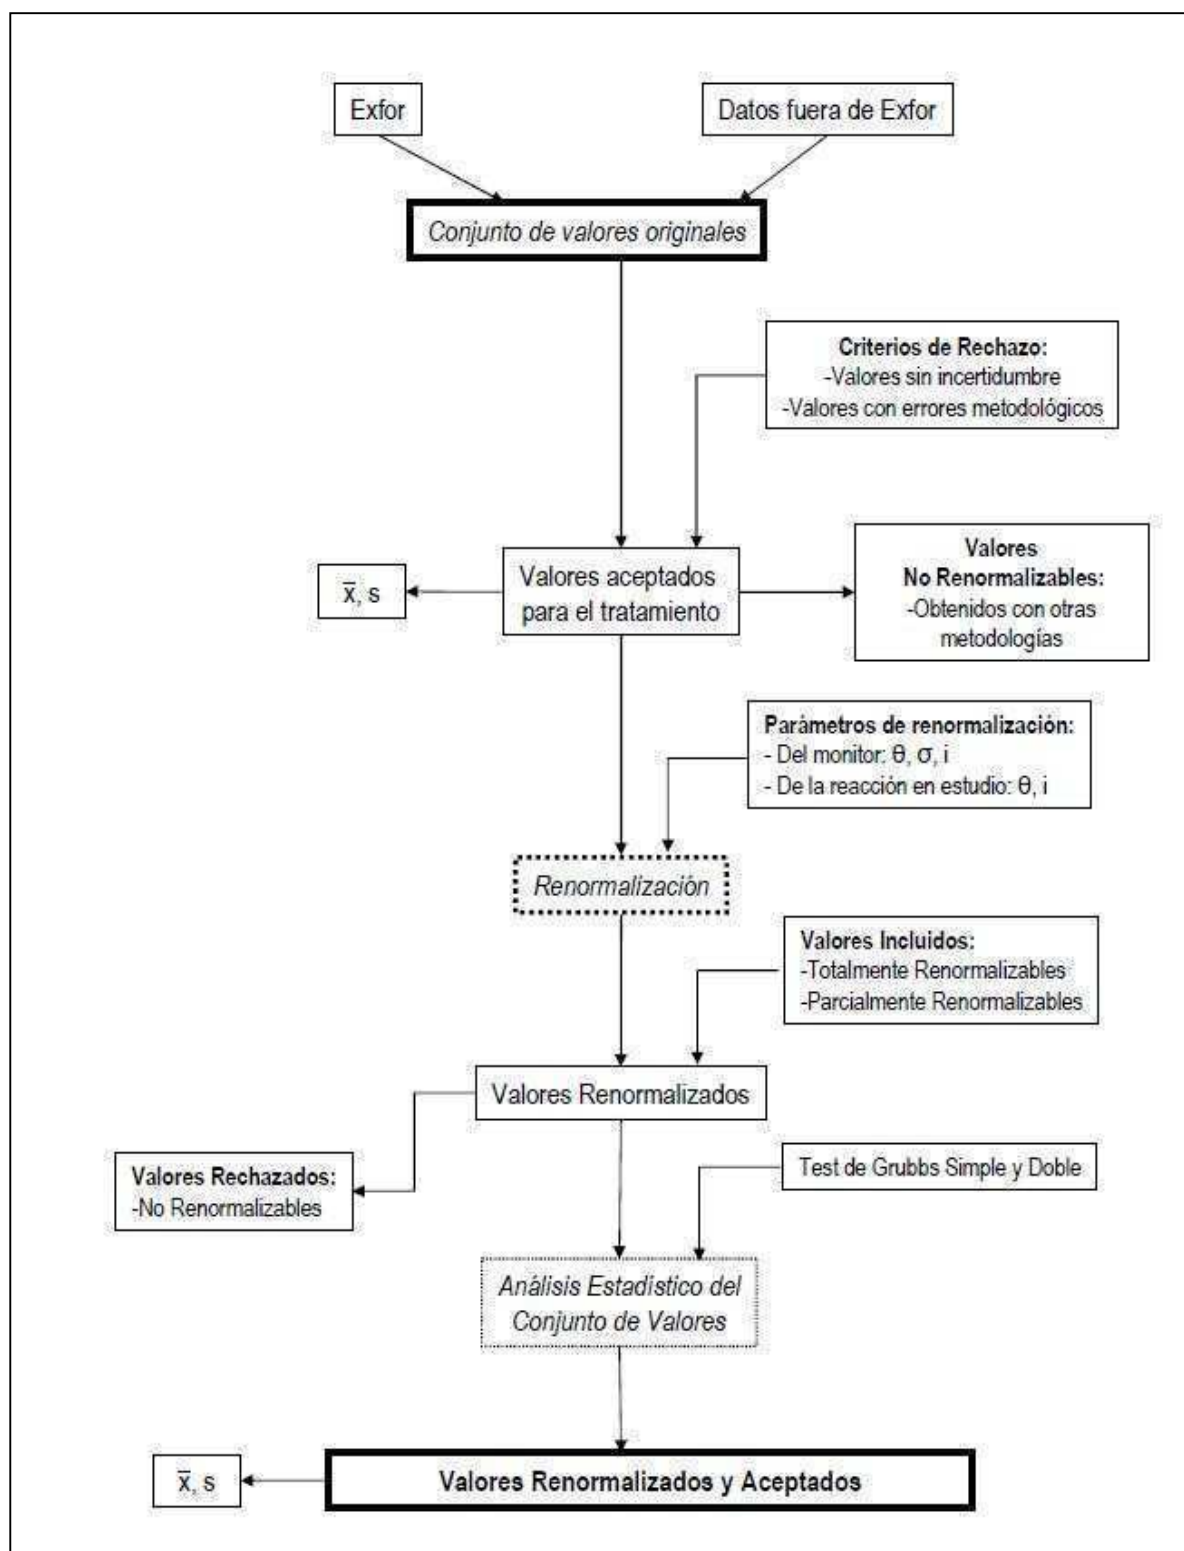 Exfor
Datos fuera de Exfor
Conjunto de valores originales
Criterios de Rechazo:
-Valores sin incertidumbre
-Valores con errores metodológicos
Valores aceptados
para el tratamiento
x̅, s
Valores
No Renormalizables:
-Obtenidos con otras
metodologías
Parámetros de renormalización:
- Del monitor: θ, σ, i
- De la reacción en estudio: θ, i
Renormalización
Valores Incluidos:
-Totalmente Renormalizables
-Parcialmente Renormalizables
Valores Renormalizados
Valores Rechazados:
-No Renormalizables
Test de Grubbs Simple y Doble
Análisis Estadístico del
Conjunto de Valores
x̅, s
Valores Renormalizados y Aceptados